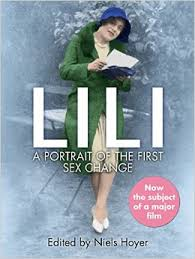 LILI
A PORTRAIT OF THE FIRST
SEX CHANGE
Now
the subject
of a major
film
Edited by Niels Hoyer